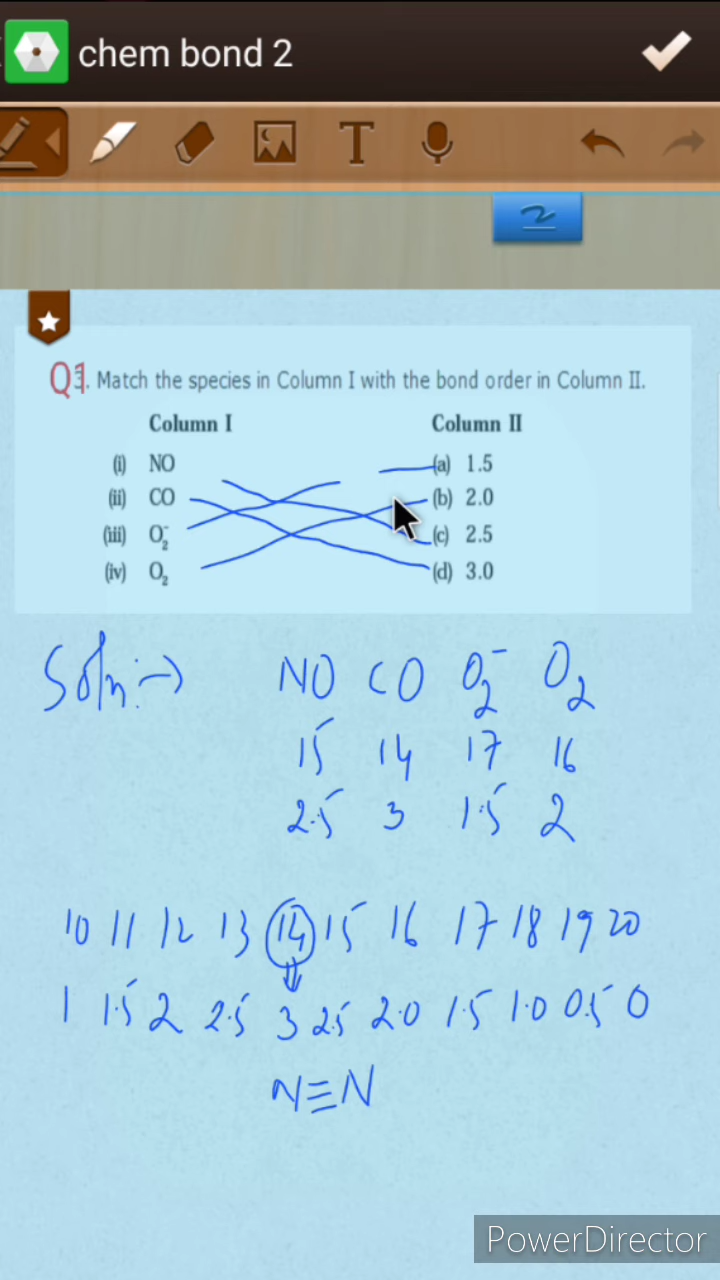 chem bond 2
T
2
Q1. Match the species in Column I with the bond order in Column II.
Column I Column II
(i) NO (a) 1.5
(ii) CO (b) 2.0
(iii) O₂⁻ (c) 2.5
(iv) O₂ (d) 3.0
Soln:→ NO CO O₂⁻ O₂
15 14 17 16
2.5 3 1.5 2
10 11 12 13 14 15 16 17 18 19 20
1 1.5 2 2.5 3 2.5 2.0 1.5 1.0 0.5 0
N≡N
PowerDirector